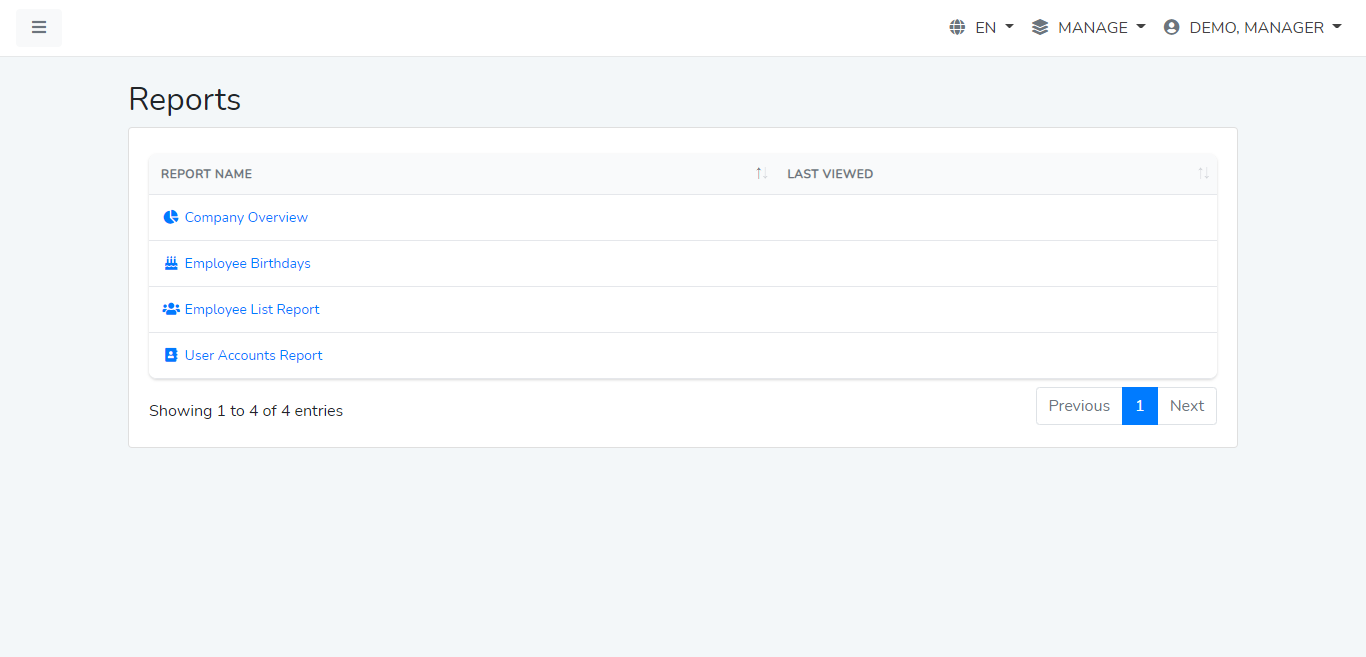 EN MANAGE DEMO, MANAGER
Reports
REPORT NAME LAST VIEWED
Company Overview
Employee Birthdays
Employee List Report
User Accounts Report
Showing 1 to 4 of 4 entries
Previous 1 Next